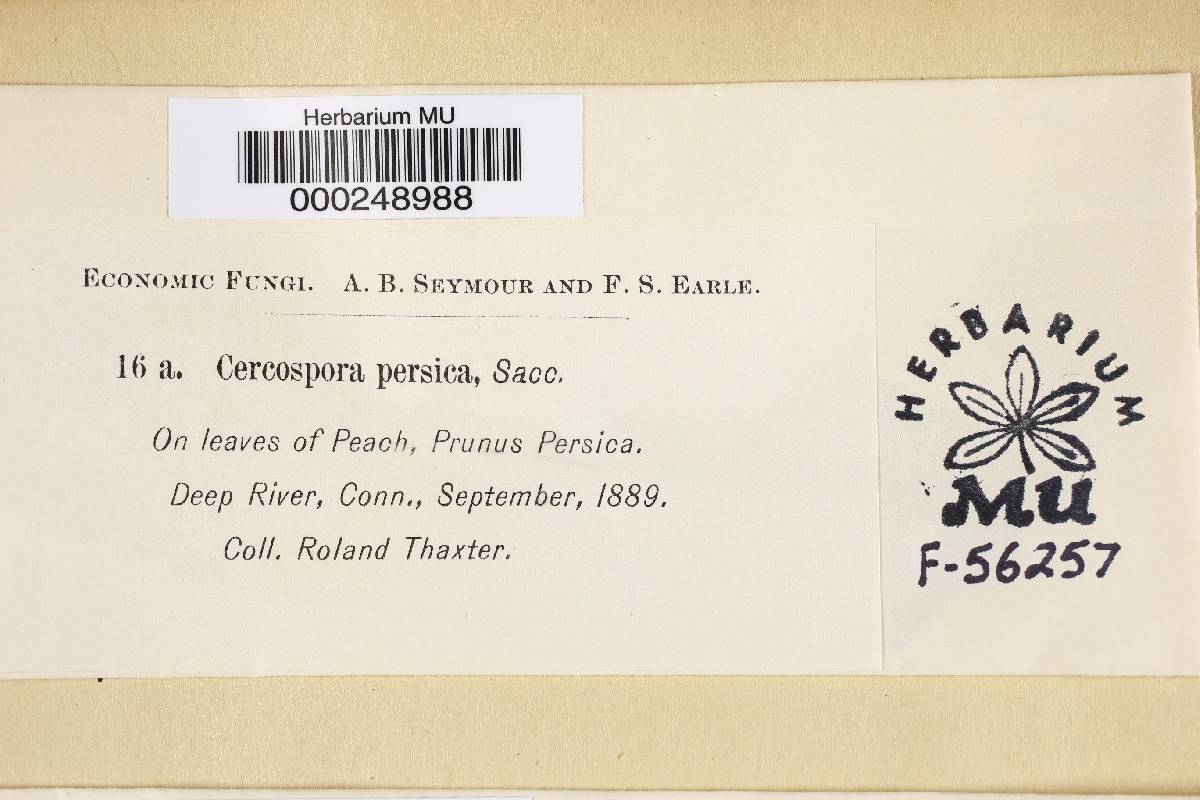 Herbarium MU
000248988
Economic Fungi. A. B. Seymour and F. S. Earle.
16 a. Cercospora persica, Sacc.
On leaves of Peach, Prunus Persica.
Deep River, Conn., September, 1889.
Coll. Roland Thaxter.
HERBARIUM
MU
F-56257